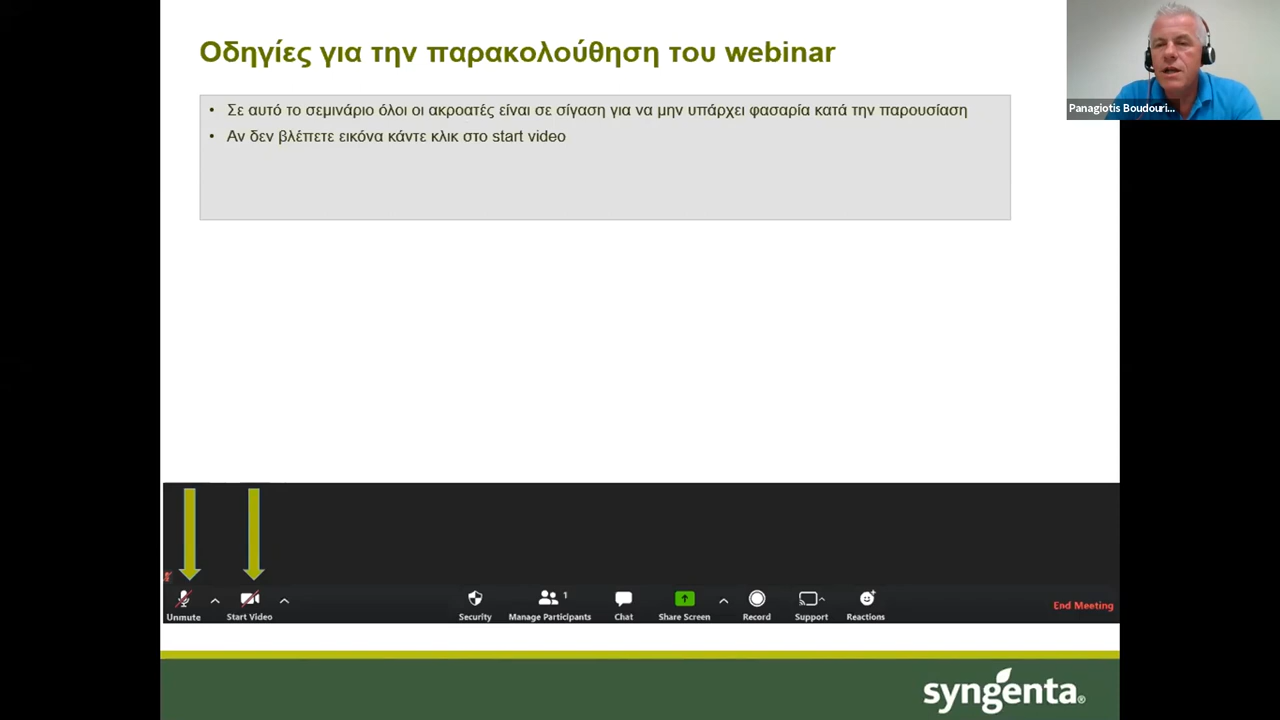 Οδηγίες για την παρακολούθηση του webinar
Panagiotis Boudouri...
• Σε αυτό το σεμινάριο όλοι οι ακροατές είναι σε σίγαση για να μην υπάρχει φασαρία κατά την παρουσίαση
• Αν δεν βλέπετε εικόνα κάντε κλικ στο start video
Unmute
Start Video
Security
1
Manage Participants
Chat
Share Screen
Record
Support
Reactions
End Meeting
syngenta®